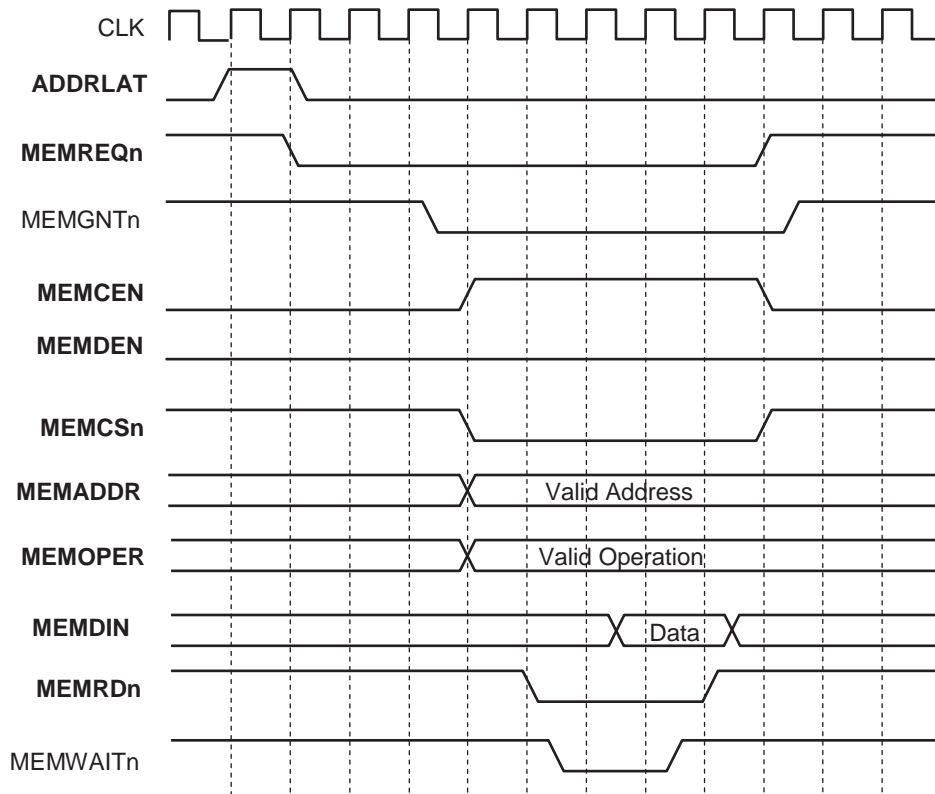 CLK
ADDRLAT
MEMREQn
MEMGNTn
MEMCEN
MEMDEN
MEMCSn
MEMADDR
Valid Address
MEMOPER
Valid Operation
MEMDIN
Data
MEMRDn
MEMWAITn